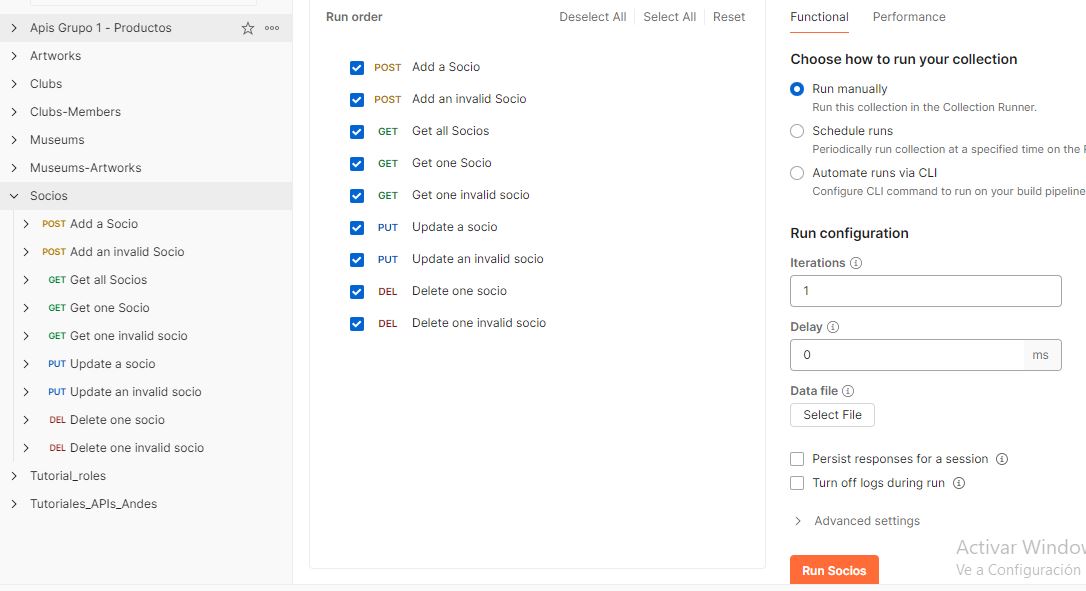 Apis Grupo 1 - Productos
Artworks
Clubs
Clubs-Members
Museums
Museums-Artworks
Socios
POST Add a Socio
POST Add an invalid Socio
GET Get all Socios
GET Get one Socio
GET Get one invalid socio
PUT Update a socio
PUT Update an invalid socio
DEL Delete one socio
DEL Delete one invalid socio
Tutorial_roles
Tutoriales_APIs_Andes
Run order
Deselect All Select All Reset
POST Add a Socio
POST Add an invalid Socio
GET Get all Socios
GET Get one Socio
GET Get one invalid socio
PUT Update a socio
PUT Update an invalid socio
DEL Delete one socio
DEL Delete one invalid socio
Functional Performance
Choose how to run your collection
Run manually
Run this collection in the Collection Runner.
Schedule runs
Periodically run collection at a specified time on the
Automate runs via CLI
Configure CLI command to run on your build pipeline
Run configuration
Iterations
1
Delay
0 ms
Data file
Select File
Persist responses for a session
Turn off logs during run
Advanced settings
Activar Window
Ve a Configuración
Run Socios